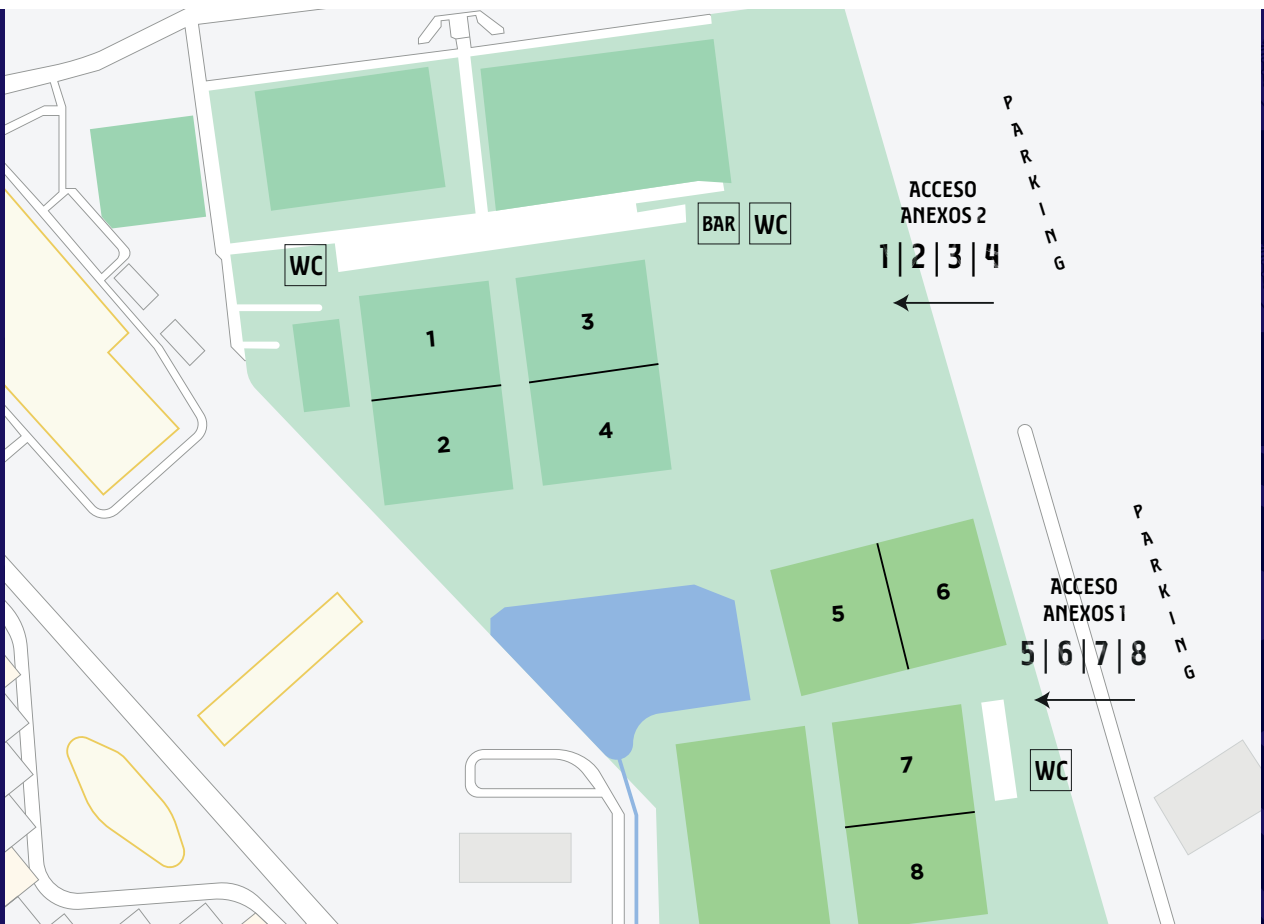 PARKING
ACCESO
ANEXOS 2
1|2|3|4
BAR WC
WC
1
3
2
4
PARKING
ACCESO
ANEXOS 1
5|6|7|8
5
6
7
WC
8